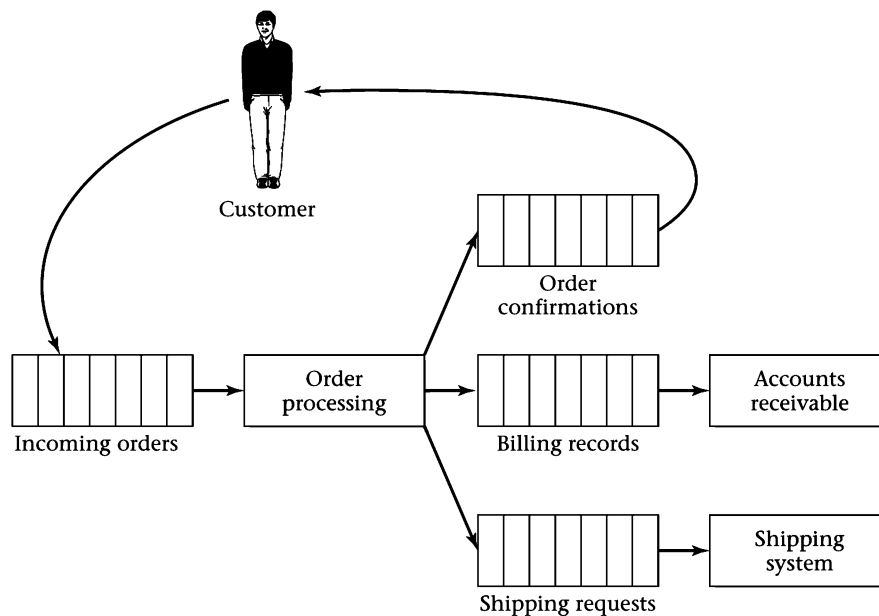 Customer
Order
confirmations
Order
processing
Accounts
receivable
Incoming orders
Billing records
Shipping
system
Shipping requests